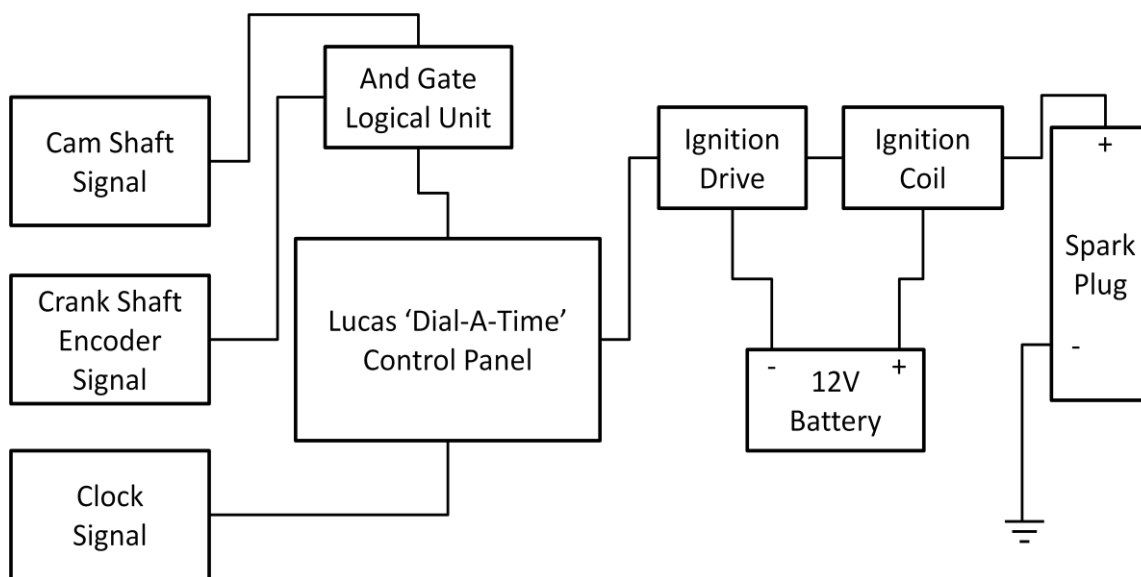 Cam Shaft
Signal
And Gate
Logical Unit
Crank Shaft
Encoder
Signal
Clock
Signal
Lucas ‘Dial-A-Time’
Control Panel
Ignition
Drive
Ignition
Coil
-
+
12V
Battery
+
Spark
Plug
-